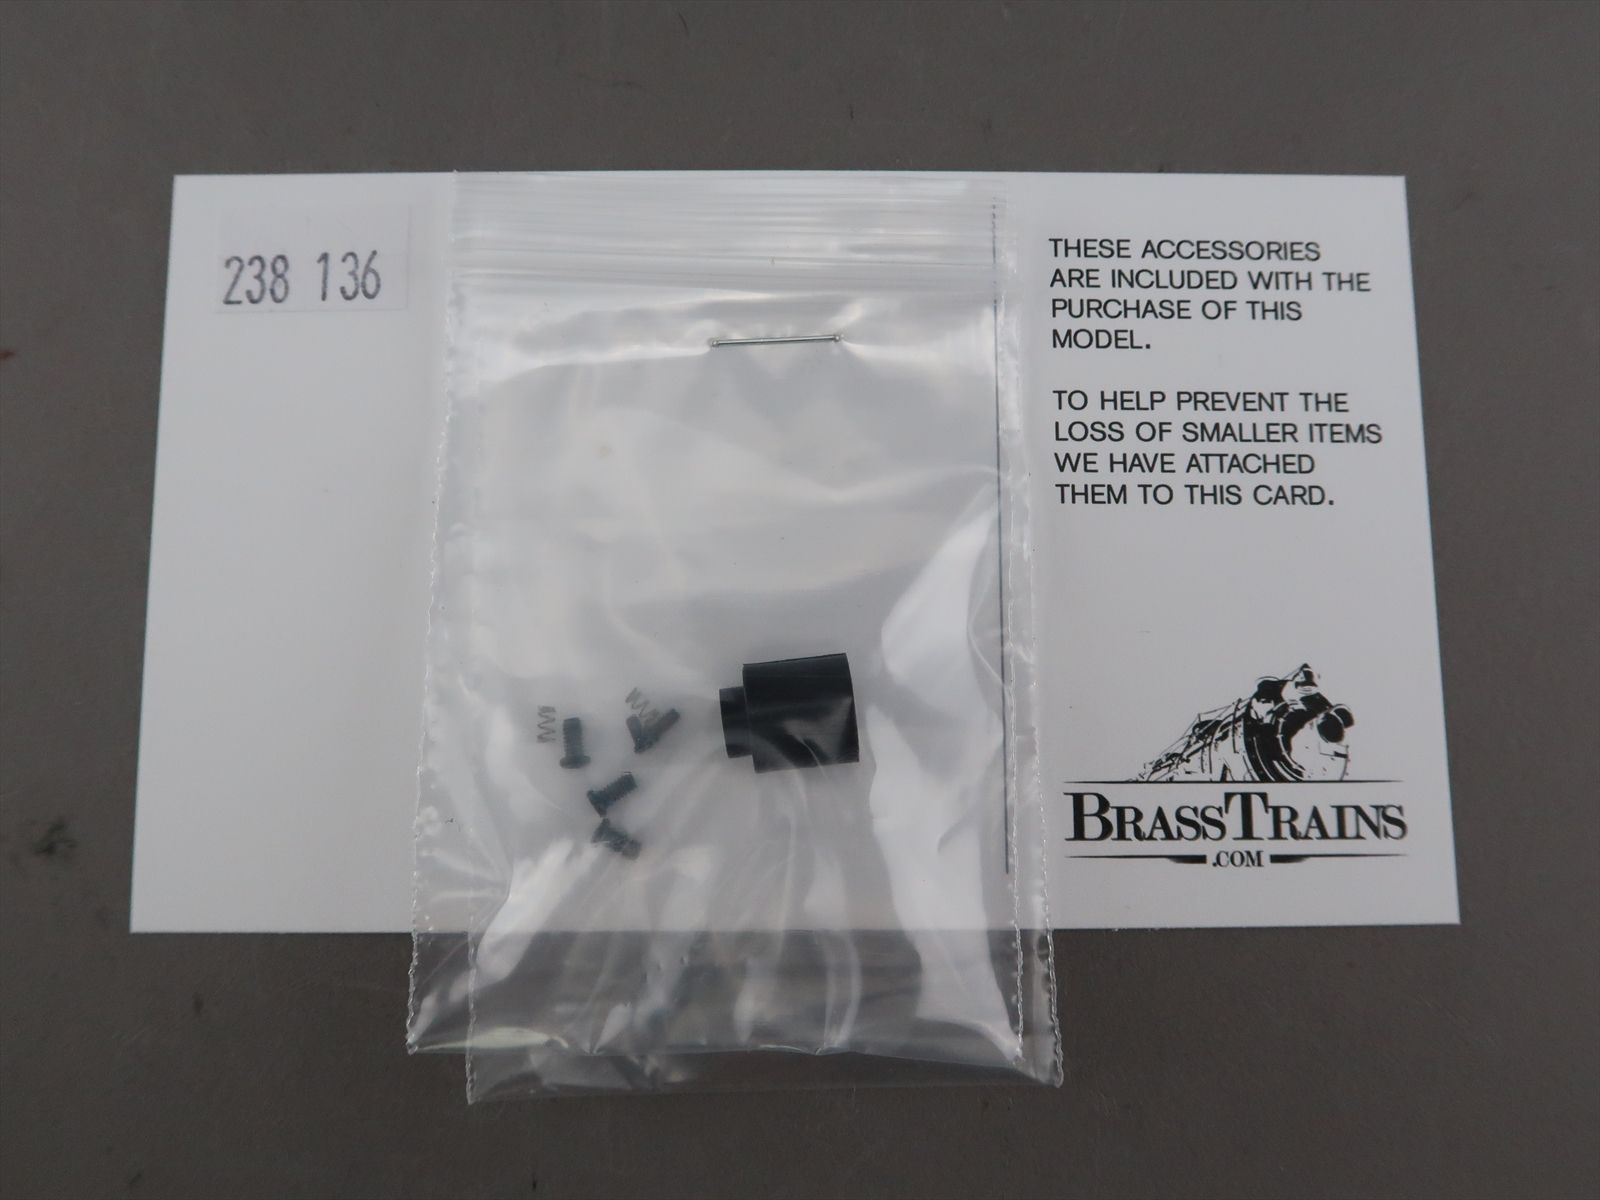 238 136
THESE ACCESSORIES
ARE INCLUDED WITH THE
PURCHASE OF THIS
MODEL.
TO HELP PREVENT THE
LOSS OF SMALLER ITEMS
WE HAVE ATTACHED
THEM TO THIS CARD.
BRASSTRAINS
.COM